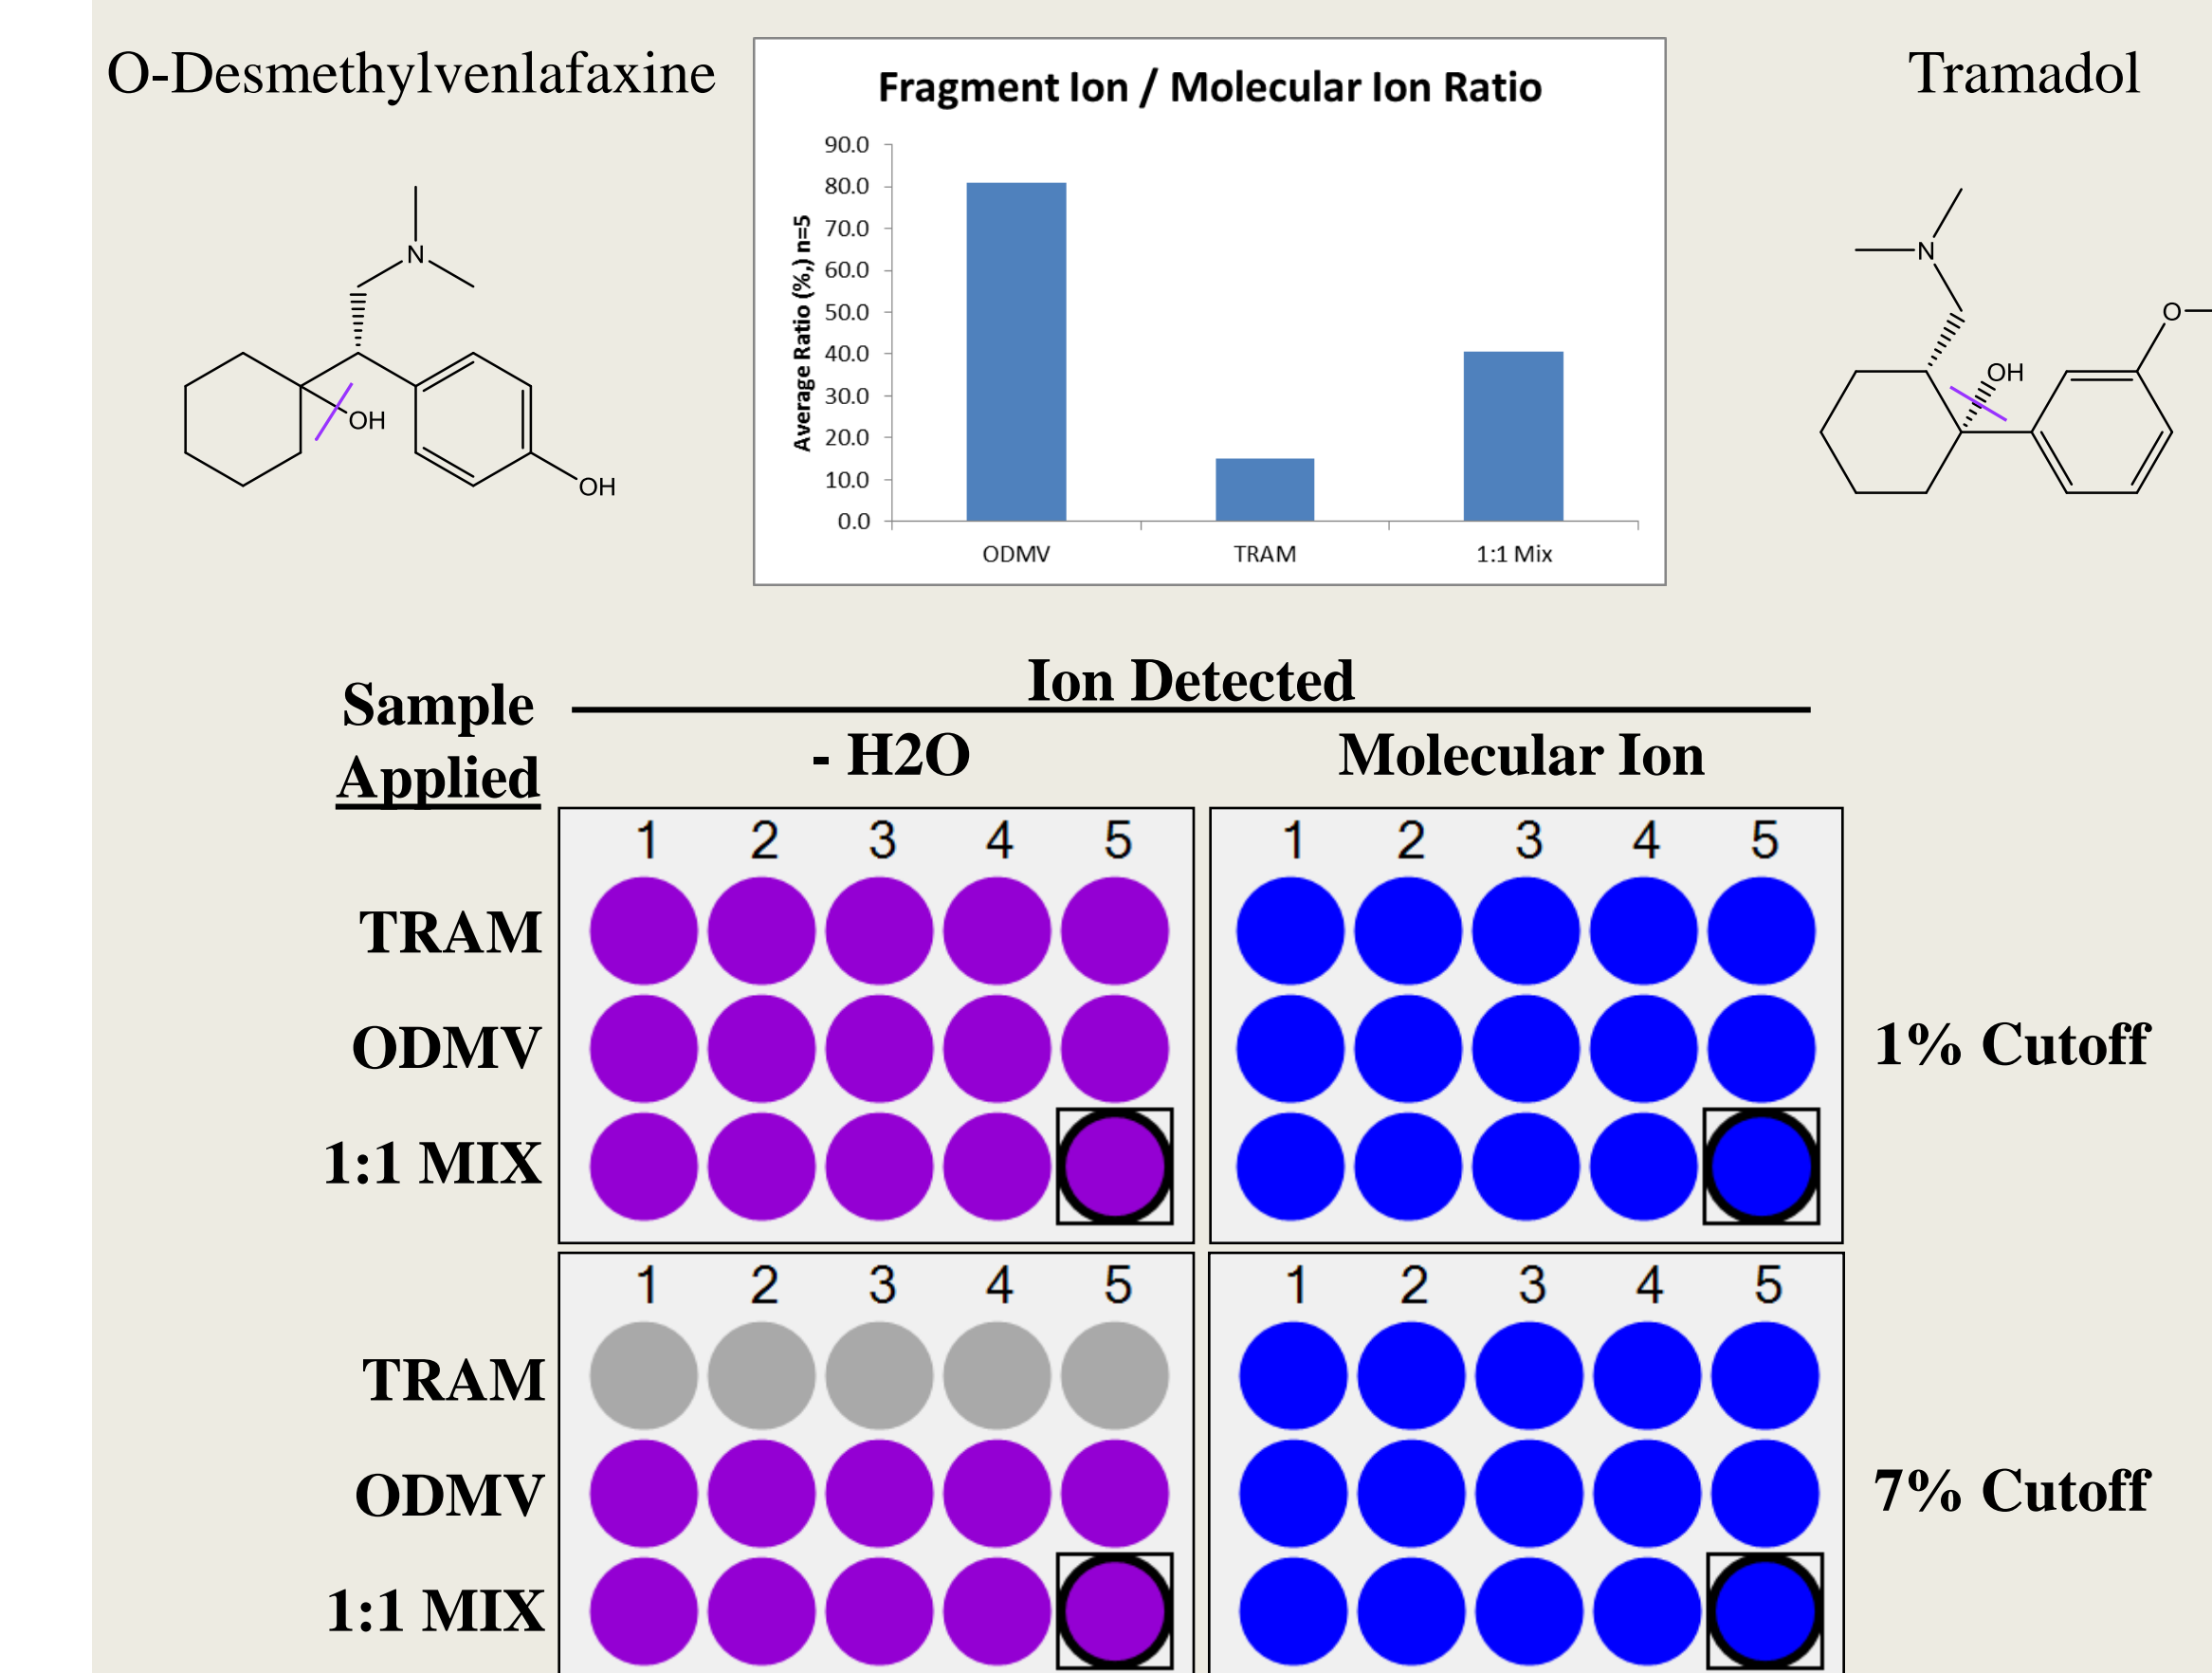 O-Desmethylvenlafaxine
Tramadol
Fragment Ion / Molecular Ion Ratio
Average Ratio (%,) n=5
90.0
80.0
70.0
60.0
50.0
40.0
30.0
20.0
10.0
0.0
ODMV TRAM 1:1 Mix
N
OH
OH
N
OH
O
Sample
Applied
Ion Detected
- H2O Molecular Ion
1 2 3 4 5 1 2 3 4 5
TRAM
ODMV
1:1 MIX
1% Cutoff
1 2 3 4 5 1 2 3 4 5
TRAM
ODMV
1:1 MIX
7% Cutoff